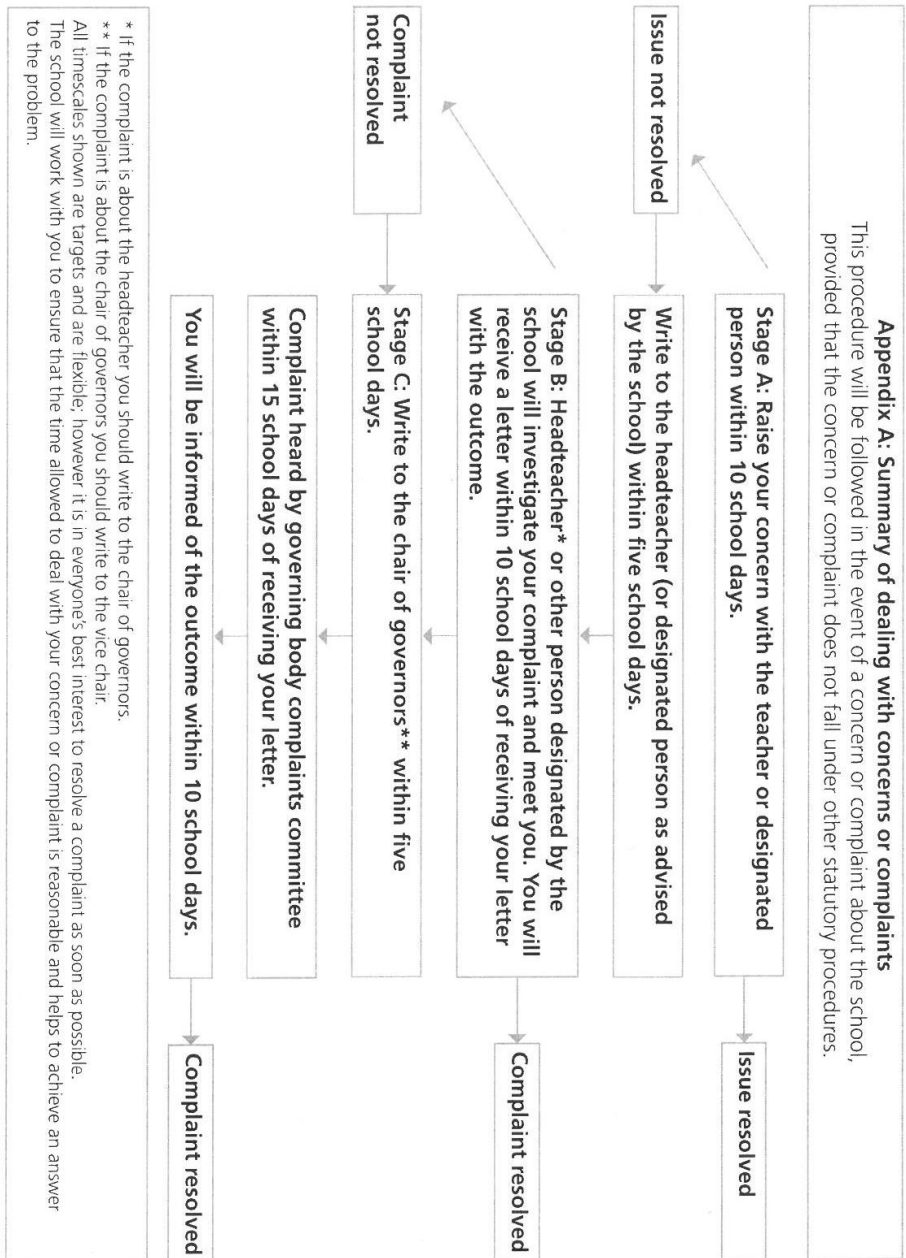 Appendix A: Summary of dealing with concerns or complaints
This procedure will be followed in the event of a concern or complaint about the school,
provided that the concern or complaint does not fall under other statutory procedures.
Stage A: Raise your concern with the teacher or designated
person within 10 school days.
Issue resolved
Issue not resolved
Write to the headteacher (or designated person as advised
by the school) within five school days.
Stage B: Headteacher* or other person designated by the
school will investigate your complaint and meet you. You will
receive a letter within 10 school days of receiving your letter
with the outcome.
Complaint resolved
Complaint
not resolved
Stage C: Write to the chair of governors** within five
school days.
Complaint heard by governing body complaints committee
within 15 school days of receiving your letter.
You will be informed of the outcome within 10 school days.
Complaint resolved
* If the complaint is about the headteacher you should write to the chair of governors.
** If the complaint is about the chair of governors you should write to the vice chair.
All timescales shown are targets and are flexible; however it is in everyone's best interest to resolve a complaint as soon as possible.
The school will work with you to ensure that the time allowed to deal with your concern or complaint is reasonable and helps to achieve an answer
to the problem.